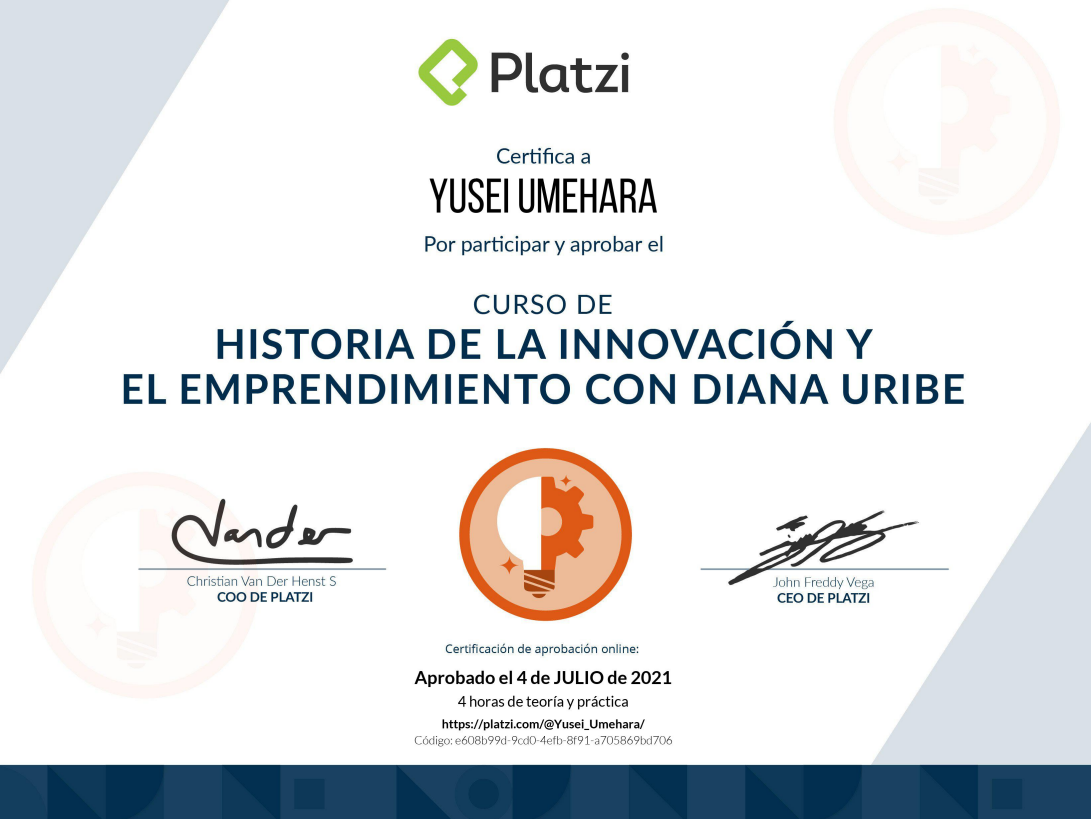 Platzi
Certifica a
YUSEI UMEHARA
Por participar y aprobar el
CURSO DE
HISTORIA DE LA INNOVACIÓN Y
EL EMPRENDIMIENTO CON DIANA URIBE
Vander
Christian Van Der Henst S
COO DE PLATZI
John Freddy Vega
CEO DE PLATZI
Certificación de aprobación online:
Aprobado el 4 de JULIO de 2021
4 horas de teoría y práctica
https://platzi.com/@Yusei_Umehara/
Código: e608b99d-9cd0-4efb-8f91-a705869bd706